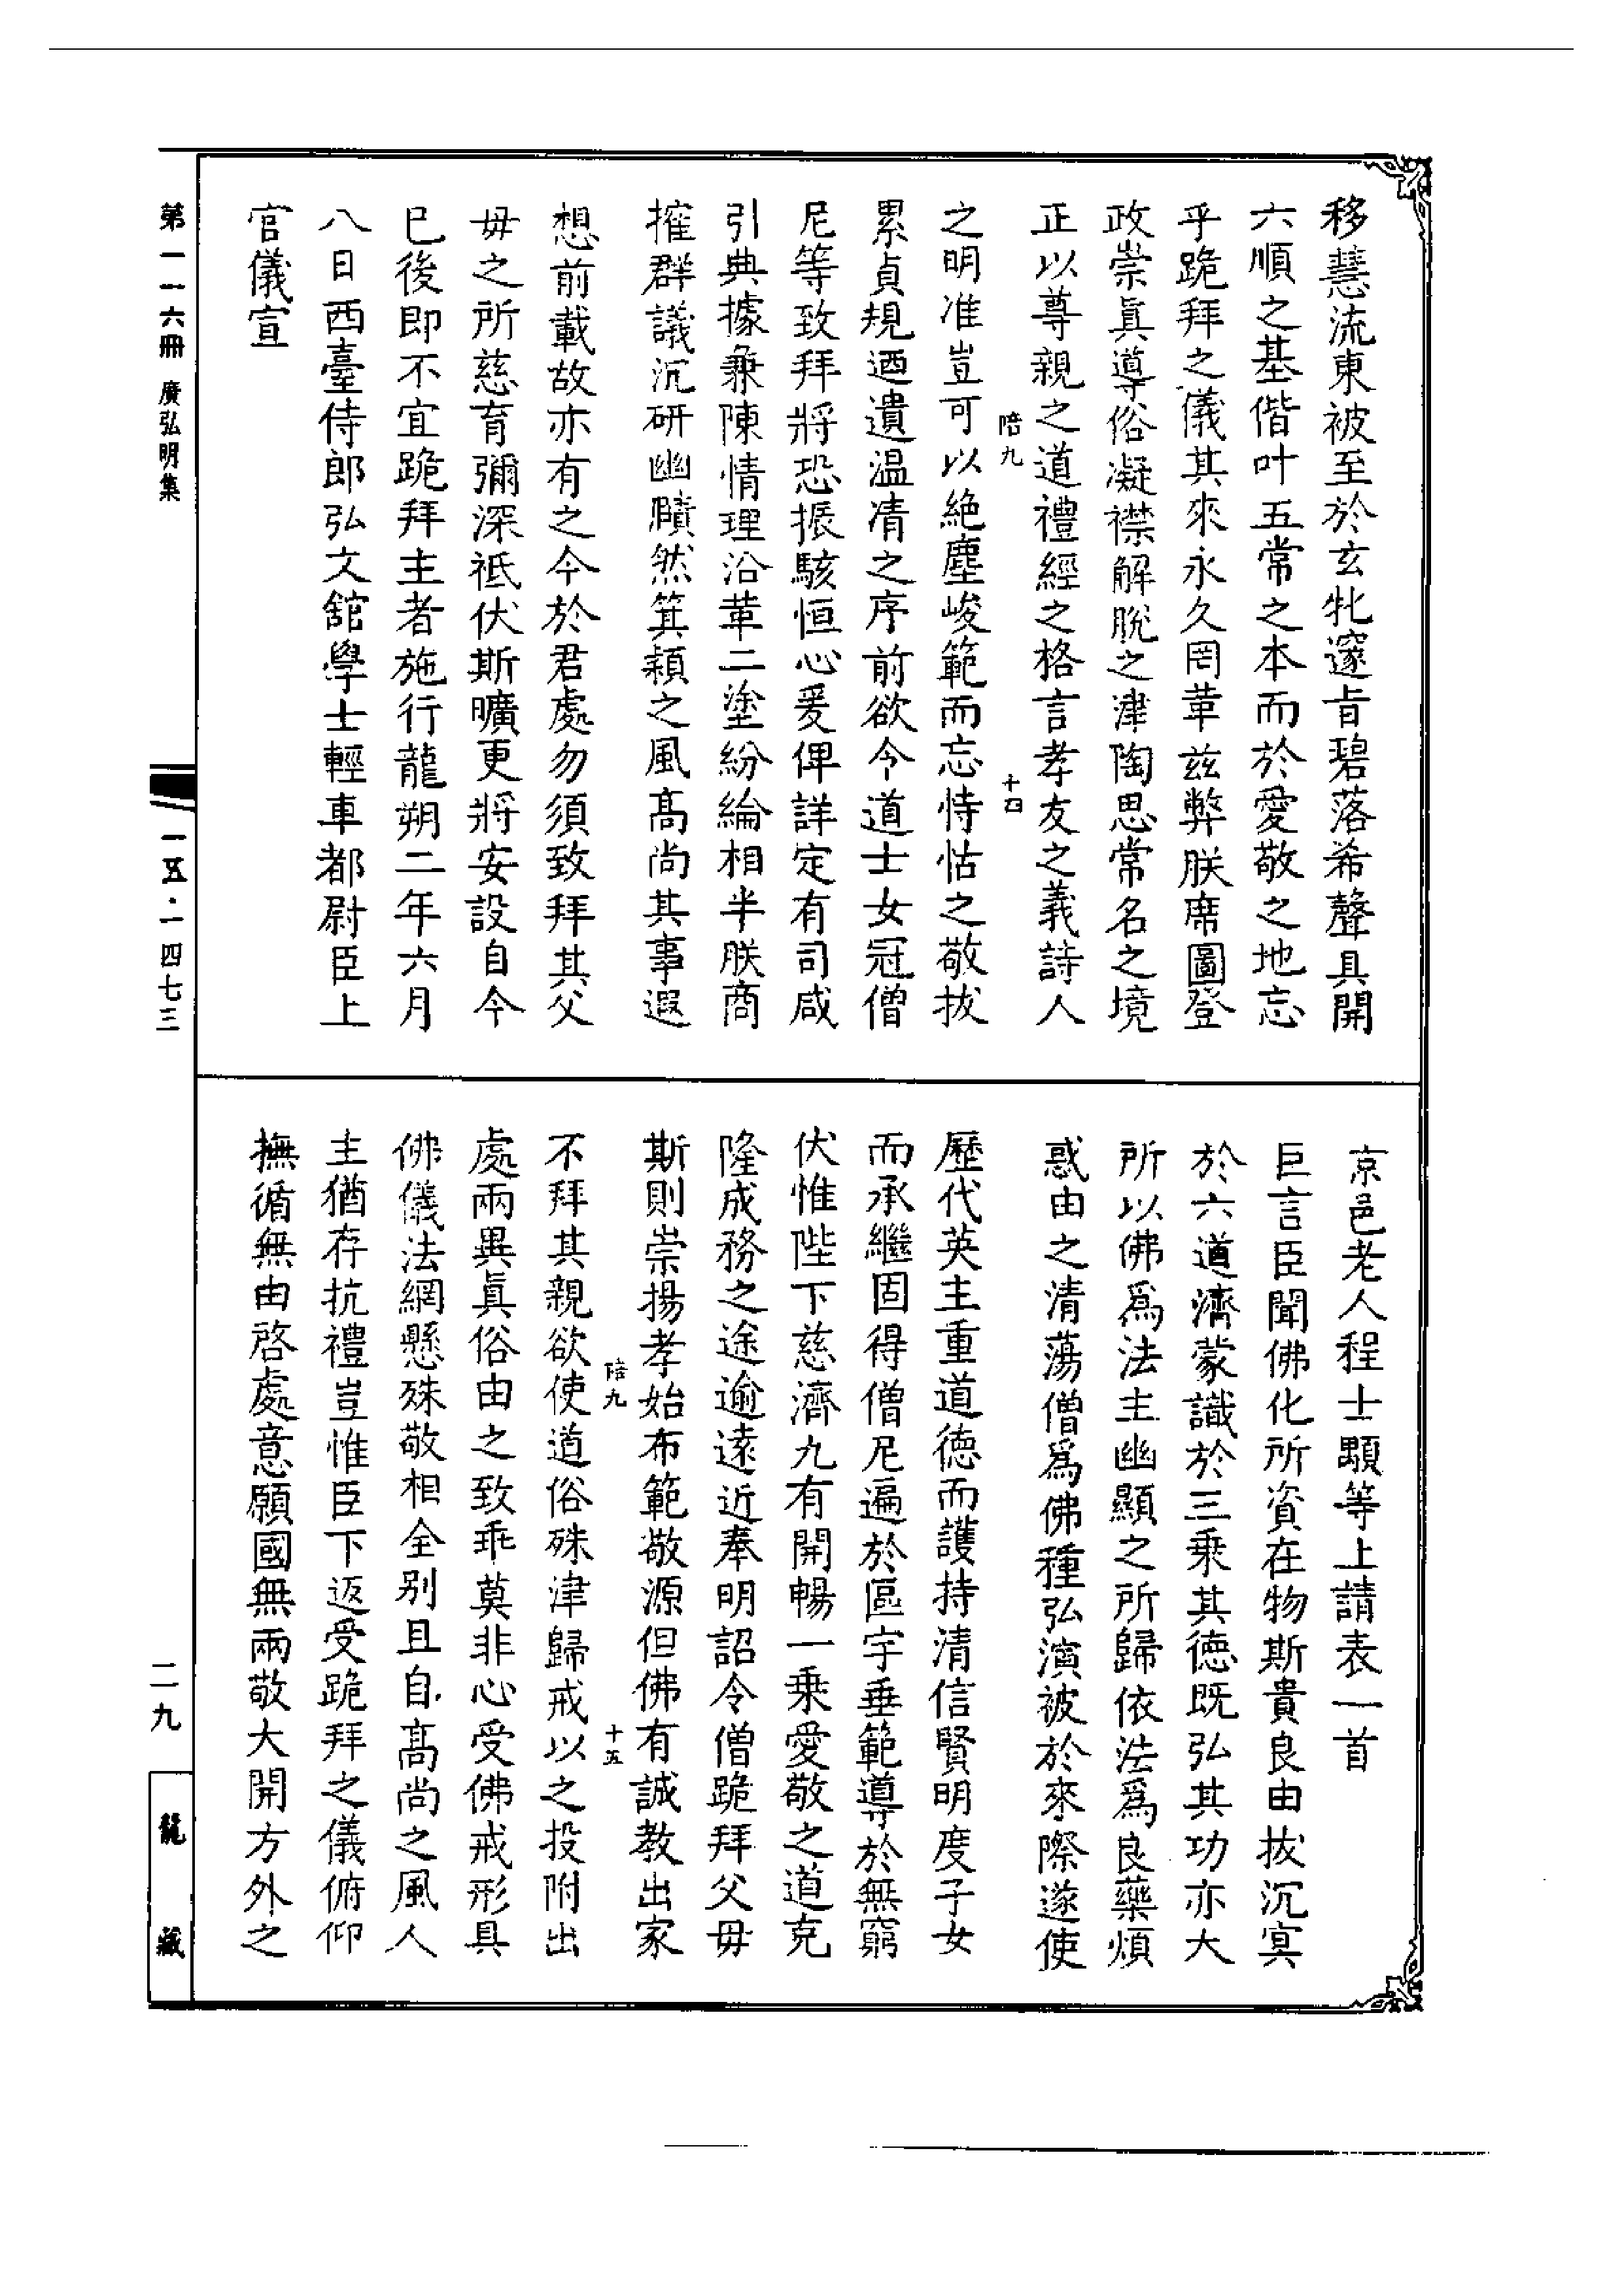 移慧流東被至於玄牝邃旨碧落希聲具開
六順之基偕叶五常之本而於愛敬之地忘
乎跪拜之儀其來永久罔革兹弊朕席圖登
政崇眞導俗凝襟解脫之津陶思常名之境
正以尊親之道禮經之格言孝友之義詩人
陪九 十四
之明准豈可以絶塵峻範而忘恃怙之敬拔
累貞規迺遺温凊之序前欲令道士女冠僧
尼等致拜將恐振駭恒心爰俾詳定有司咸
引典據兼陳情理沿革二塗紛綸相半朕商
搉群議沉研幽賾然箕穎之風髙尚其事遐
想前載故亦有之今於君處勿須致拜其父
毋之所慈育彌深祗伏斯曠更將安設自今
巳後即不宜跪拜主者施行龍朔二年六月
八日西臺侍郎弘文舘學士輕車都尉臣上
官儀宣
京邑老人程士顒等上請表一首
臣言臣聞佛化所資在物斯貴良由拔沉冥
於六道濟蒙識於三乘其德既弘其功亦大
所以佛爲法主幽顯之所歸依法爲良藥煩
惑由之清蕩僧爲佛種弘演被於來際遂使
歷代英主重道德而護持清信賢明度子女
而承繼固得僧尼遍於區宇垂範導於無窮
伏惟陛下慈濟九有開暢一乘愛敬之道克
隆成務之途逾遠近奉明詔令僧跪拜父毋
斯則崇揚孝始布範敬源但佛有誠教出家
陪九 十五
不拜其親欲使道俗殊津歸戒以之投附出
處兩異眞俗由之致乖莫非心受佛戒形具
佛儀法網懸殊敬相全别且自髙尚之風人
主猶存抗禮豈惟臣下返受跪拜之儀俯仰
撫循無由啓處意願國無兩敬大開方外之
第一一六冊 廣弘明集
一五·一四七三
二九
龍藏